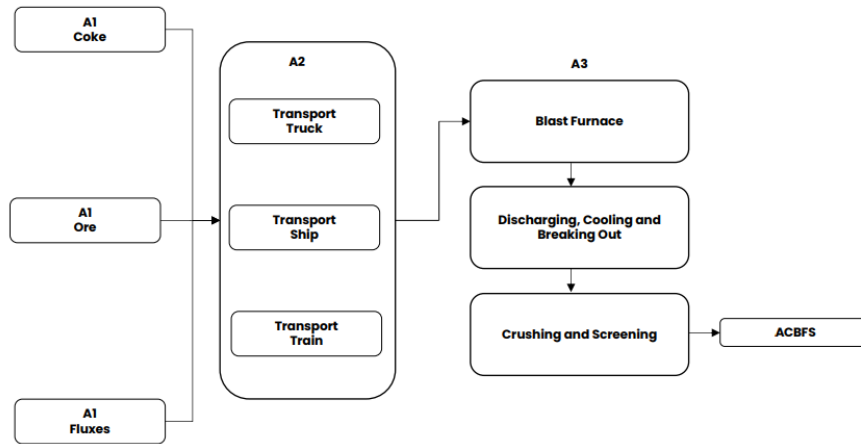 A1
Coke
A1
Ore
A1
Fluxes
A2
Transport
Truck
Transport
Ship
Transport
Train
A3
Blast Furnace
Discharging, Cooling and
Breaking Out
Crushing and Screening
ACBFS